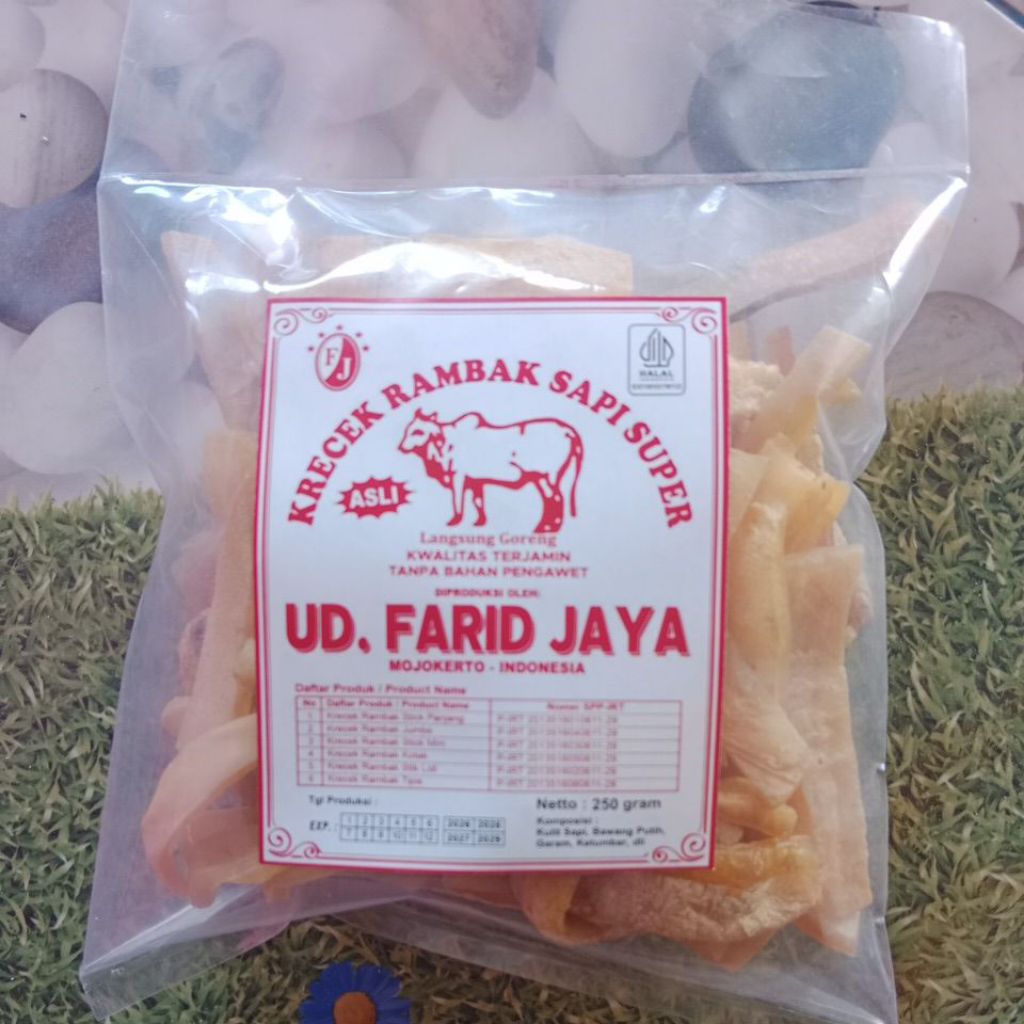 FJ
HALAL
KRECEK RAMBAK SAPI SUPER
ASLI
Langsung Goreng
KWALITAS TERJAMIN
TANPA BAHAN PENGAWET
DIPRODUKSI OLEH:
UD. FARID JAYA
MOJOKERTO - INDONESIA
Daftar Produk / Product Name
No Daftar Produk / Product Name Nomor SPP-IRT
1 Krecek Rambak Stick Panjang
2 Krecek Rambak Jumbo
3 Krecek Rambak Stick Mini
4 Krecek Rambak Kotak
5 Krecek Rambak Stik Lidi
6 Krecek Rambak
Tgl Produksi :
Netto : 250 gram
EXP. : 1 2 3 4 5 6
7 8 9 10 11 12 2027
Komposisi :
Kulit Sapi, Bawang Putih,
Garam, Ketumbar, dll